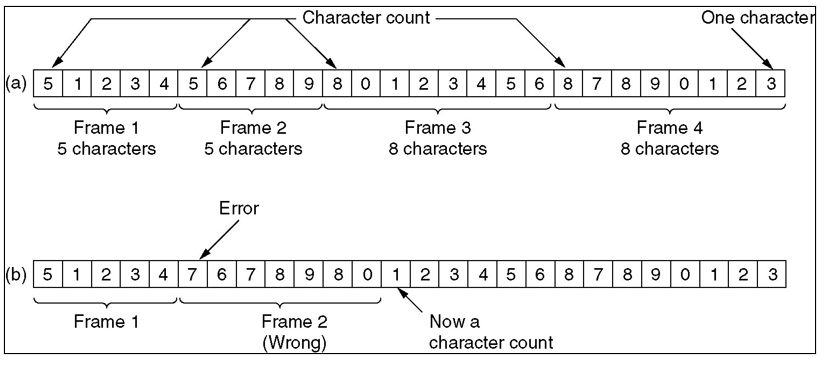 Character count
One character
(a) 5 1 2 3 4 5 6 7 8 9 8 0 1 2 3 4 5 6 8 7 8 9 0 1 2 3
Frame 1 Frame 2 Frame 3 Frame 4
5 characters 5 characters 8 characters 8 characters
Error
(b) 5 1 2 3 4 7 6 7 8 9 8 0 1 2 3 4 5 6 8 7 8 9 0 1 2 3
Frame 1 Frame 2 Now a
(Wrong) character count